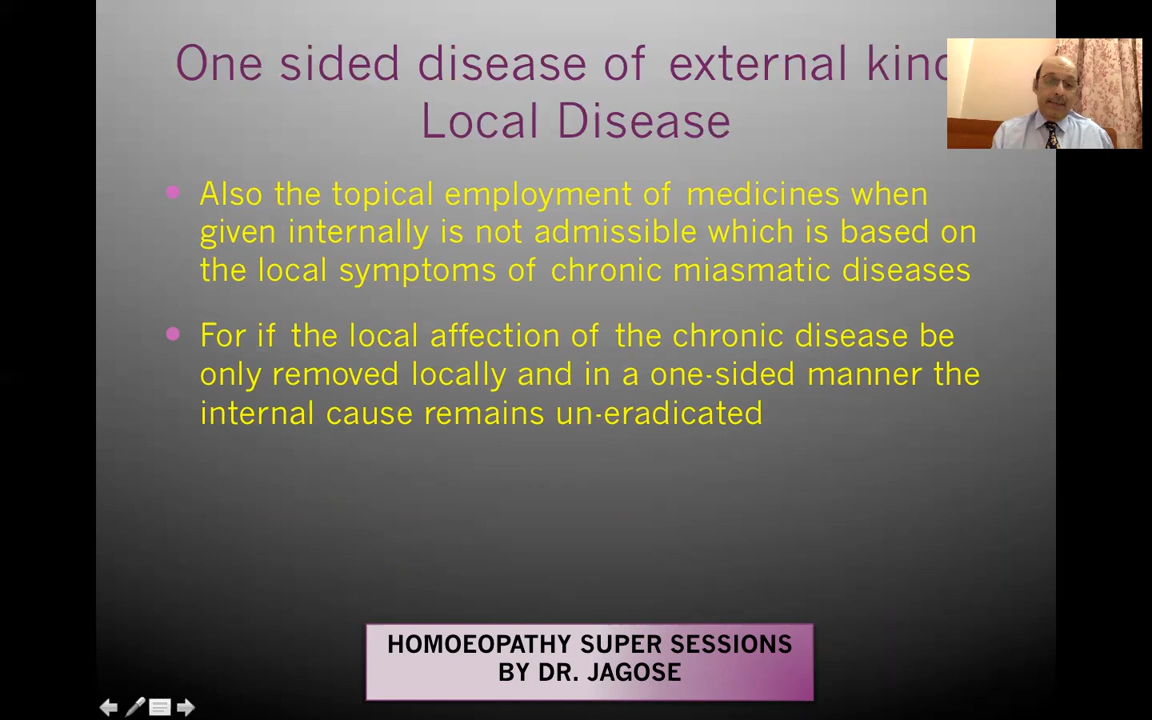 One sided disease of external kin
Local Disease
Also the topical employment of medicines when
given internally is not admissible which is based on
the local symptoms of chronic miasmatic diseases
For if the local affection of the chronic disease be
only removed locally and in a one-sided manner the
internal cause remains un-eradicated
HOMOEOPATHY SUPER SESSIONS
BY DR. JAGOSE